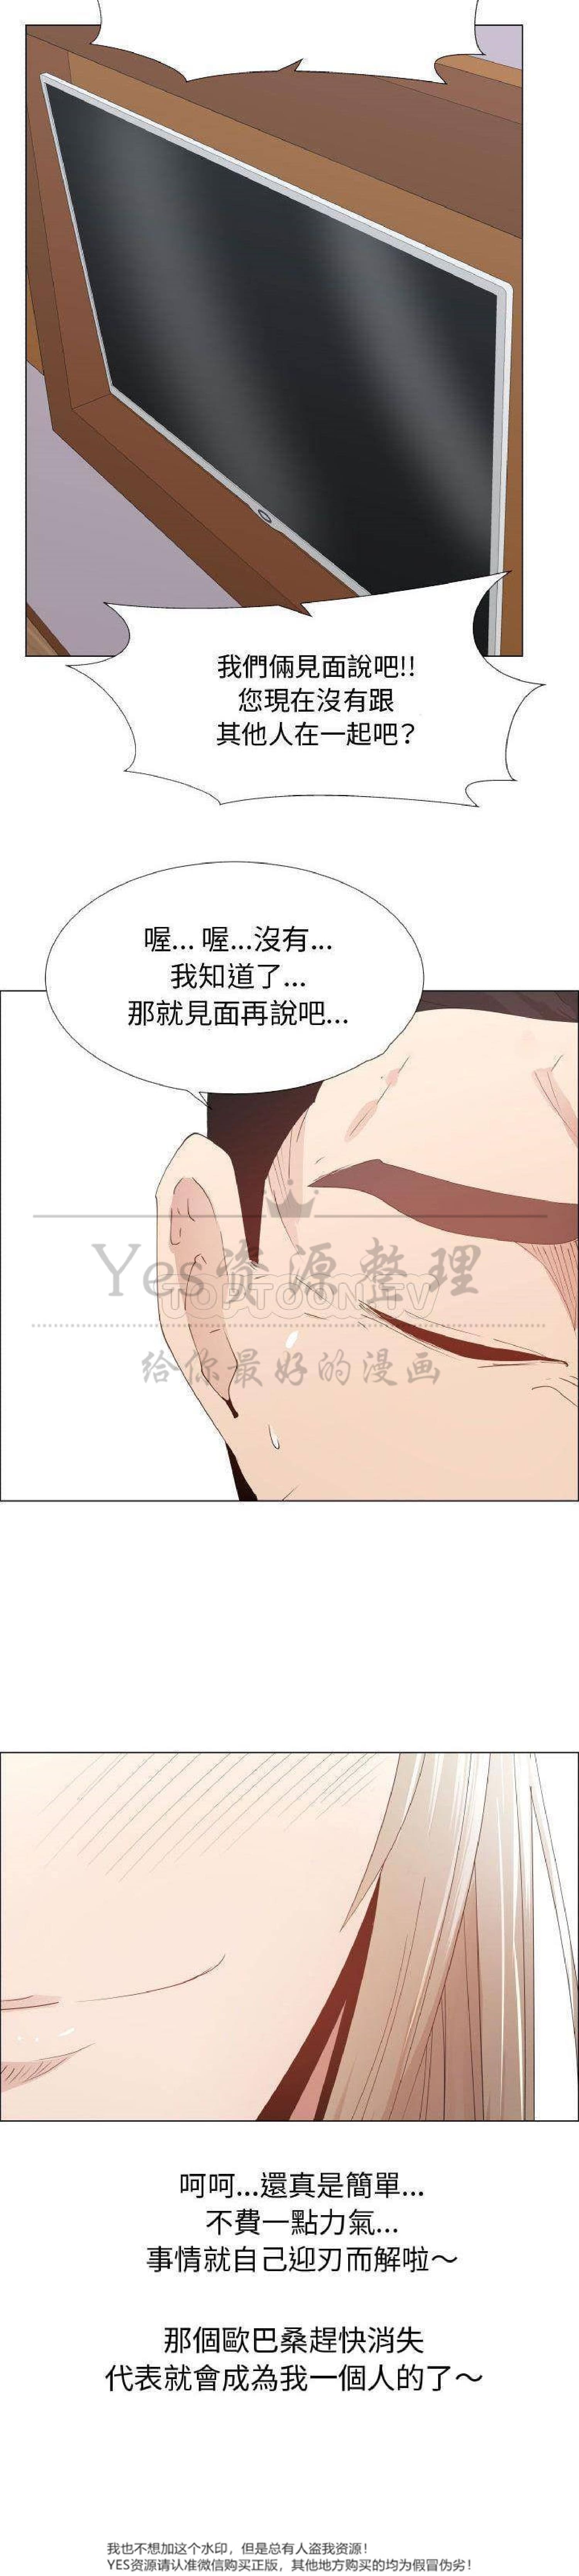 我們倆見面說吧!!
您現在沒有跟
其他人在一起吧?
喔... 喔...沒有...
我知道了...
那就見面再說吧...
Yes资源整理
TOPTOON.TV
给你最好的漫画
呵呵...還真是簡單...
不費一點力氣...
事情就自己迎刃而解啦～
那個歐巴桑趕快消失
代表就會成為我一個人的了～
我也不想加这个水印，但是总有人盗我资源！
YES资源请认准微信购买正版，其他地方购买的均为假冒伪劣！